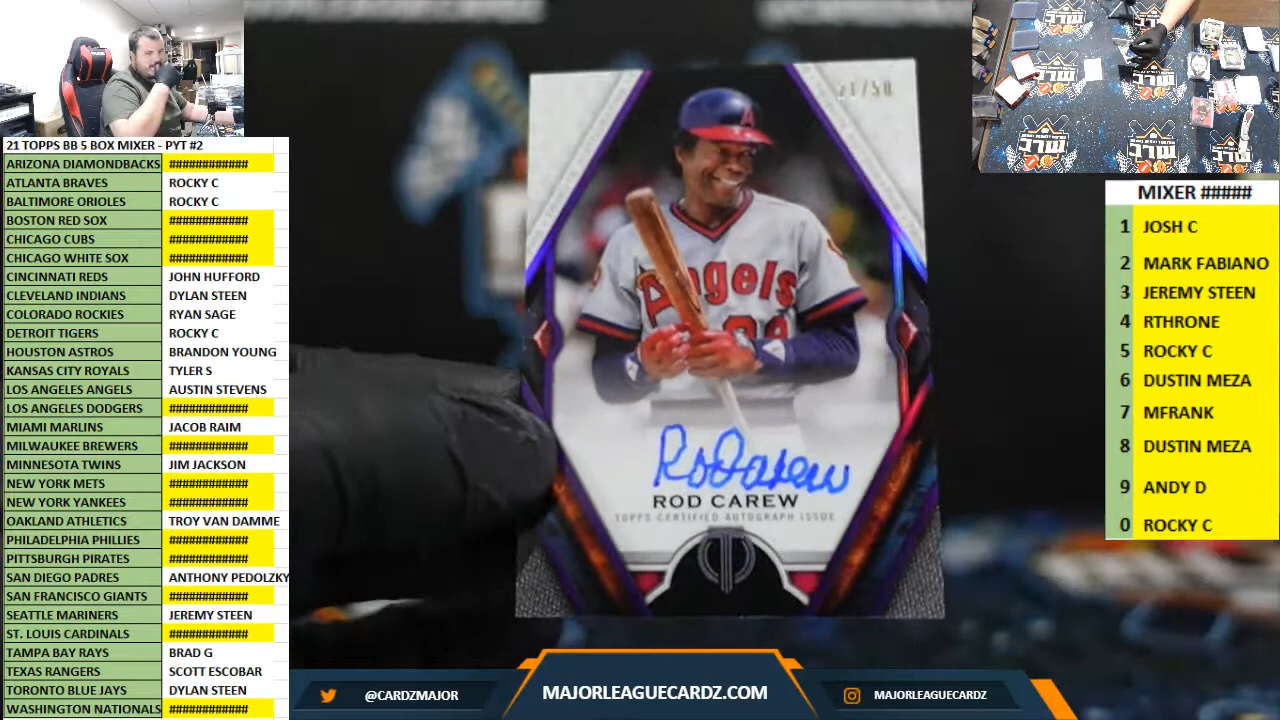 21 TOPPS BB 5 BOX MIXER - PYT #2
ARIZONA DIAMONDBACKS ############
ATLANTA BRAVES ROCKY C
BALTIMORE ORIOLES ROCKY C
BOSTON RED SOX ############
CHICAGO CUBS ############
CHICAGO WHITE SOX ############
CINCINNATI REDS JOHN HUFFORD
CLEVELAND INDIANS DYLAN STEEN
COLORADO ROCKIES RYAN SAGE
DETROIT TIGERS ROCKY C
HOUSTON ASTROS BRANDON YOUNG
KANSAS CITY ROYALS TYLER S
LOS ANGELES ANGELS AUSTIN STEVENS
LOS ANGELES DODGERS ############
MIAMI MARLINS JACOB RAIM
MILWAUKEE BREWERS ############
MINNESOTA TWINS JIM JACKSON
NEW YORK METS ############
NEW YORK YANKEES ############
OAKLAND ATHLETICS TROY VAN DAMME
PHILADELPHIA PHILLIES ############
PITTSBURGH PIRATES ############
SAN DIEGO PADRES ANTHONY PEDOLZKY
SAN FRANCISCO GIANTS ############
SEATTLE MARINERS JEREMY STEEN
ST. LOUIS CARDINALS ############
TAMPA BAY RAYS BRAD G
TEXAS RANGERS SCOTT ESCOBAR
TORONTO BLUE JAYS DYLAN STEEN
WASHINGTON NATIONALS ############
/50
A
Angels
Rod Carew
ROD CAREW
TOPPS CERTIFIED AUTOGRAPH ISSUE
MIXER #####
1 JOSH C
2 MARK FABIANO
3 JEREMY STEEN
4 RTHRONE
5 ROCKY C
6 DUSTIN MEZA
7 MFRANK
8 DUSTIN MEZA
9 ANDY D
0 ROCKY C
@CARDZMAJOR
MAJORLEAGUECARDZ.COM
MAJORLEAGUECARDZ